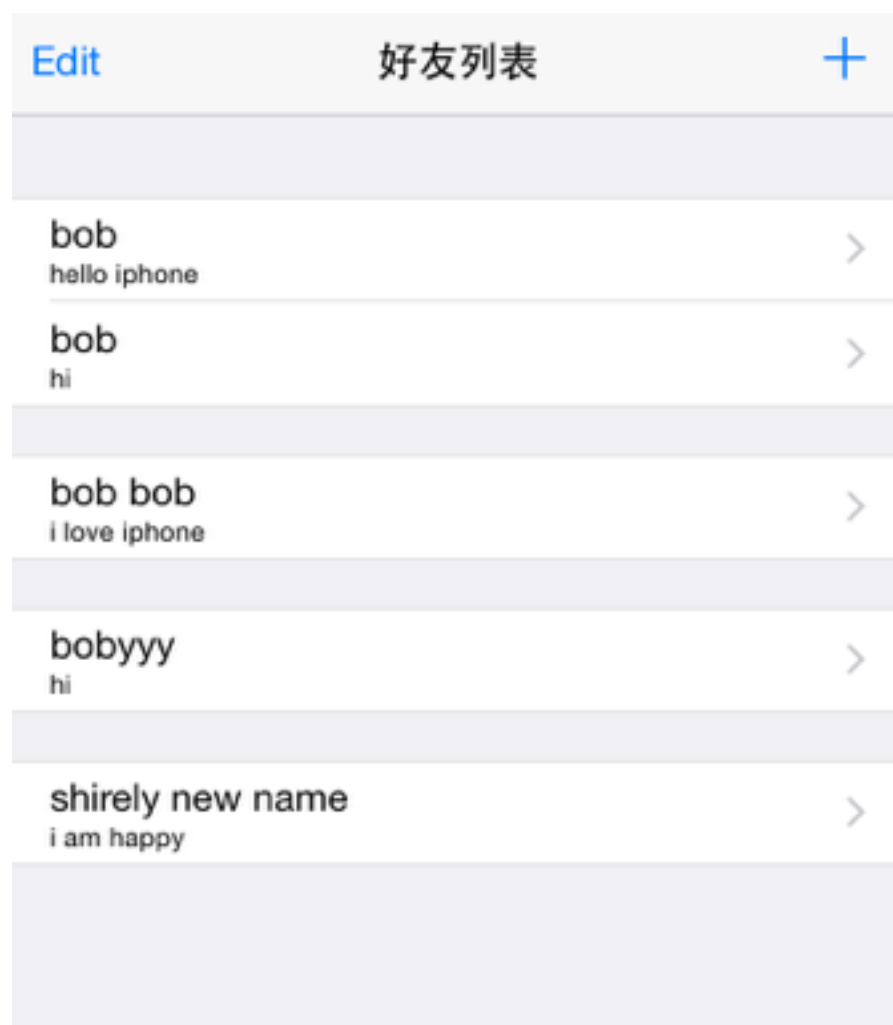 Edit 好友列表 +
bob
hello iphone
bob
hi
bob bob
i love iphone
bobyyy
hi
shirely new name
i am happy